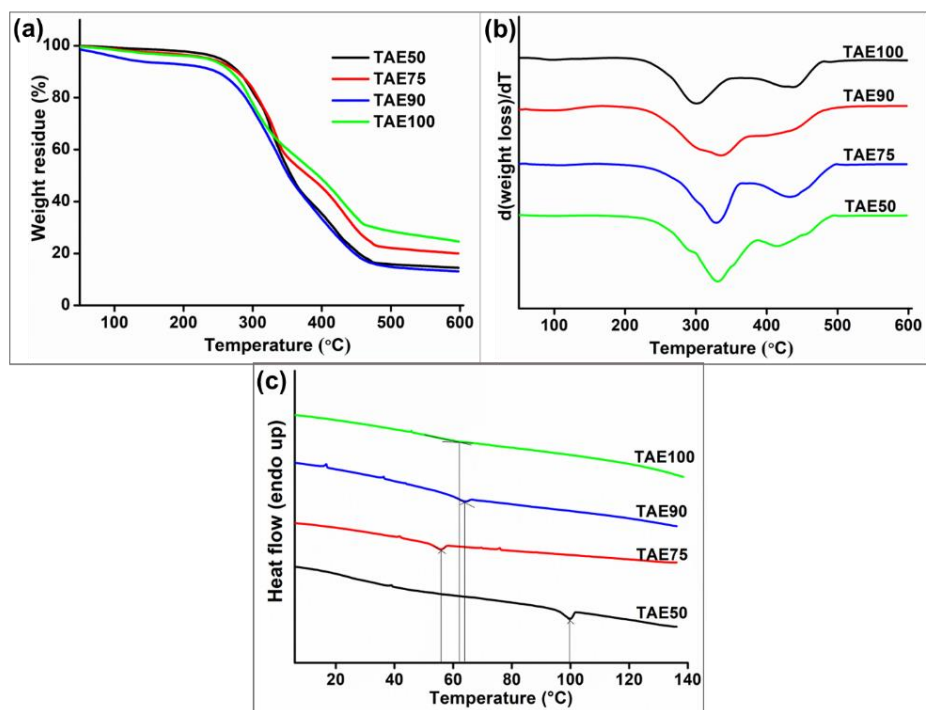 (a)
100
80
60
40
20
0
Weight residue (%)
TAE50
TAE75
TAE90
TAE100
100 200 300 400 500 600
Temperature (°C)
(b)
d(weight loss)/dT
TAE100
TAE90
TAE75
TAE50
100 200 300 400 500 600
Temperature (°C)
(c)
Heat flow (endo up)
TAE100
TAE90
TAE75
TAE50
20 40 60 80 100 120 140
Temperature (°C)